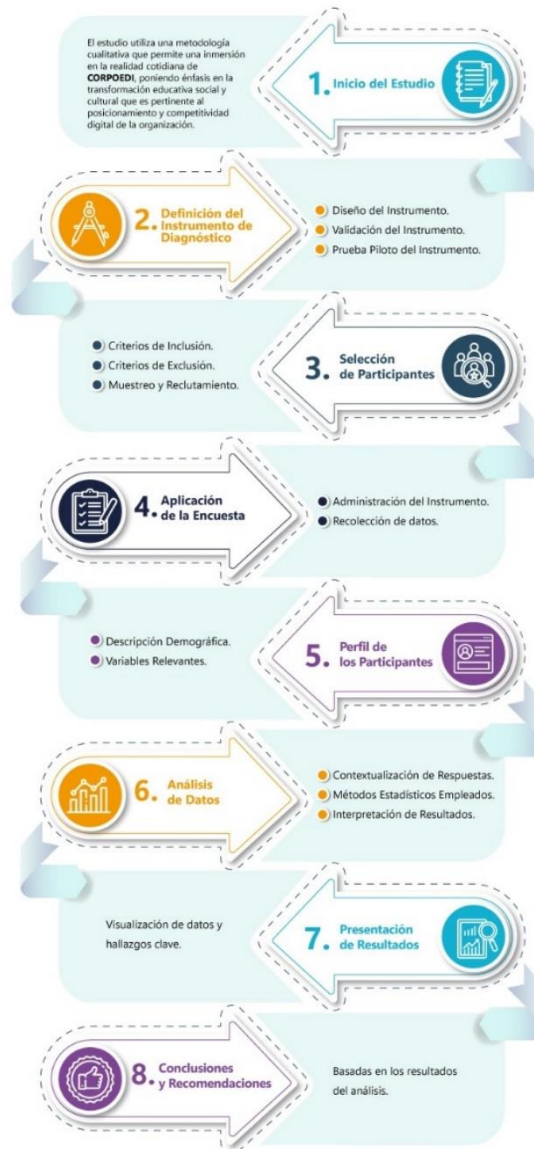 El estudio utiliza una metodología
cualitativa que permite una inmersión
en la realidad cotidiana de
CORPOEDI, poniendo énfasis en la
transformación educativa social y
cultural que es pertinente al
posicionamiento y competitividad
digital de la organización.
1. Inicio del Estudio
2. Definición del
Instrumento de
Diagnóstico
Diseño del Instrumento.
Validación del Instrumento.
Prueba Piloto del Instrumento.
Criterios de Inclusión.
Criterios de Exclusión.
Muestreo y Reclutamiento.
3. Selección
de Participantes
4. Aplicación
de la Encuesta
Administración del Instrumento.
Recolección de datos.
Descripción Demográfica.
Variables Relevantes.
5. Perfil de
los Participantes
6. Análisis
de Datos
Contextualización de Respuestas.
Métodos Estadísticos Empleados.
Interpretación de Resultados.
Visualización de datos y
hallazgos clave.
7. Presentación
de Resultados
8. Conclusiones
y Recomendaciones
Basadas en los resultados
del análisis.